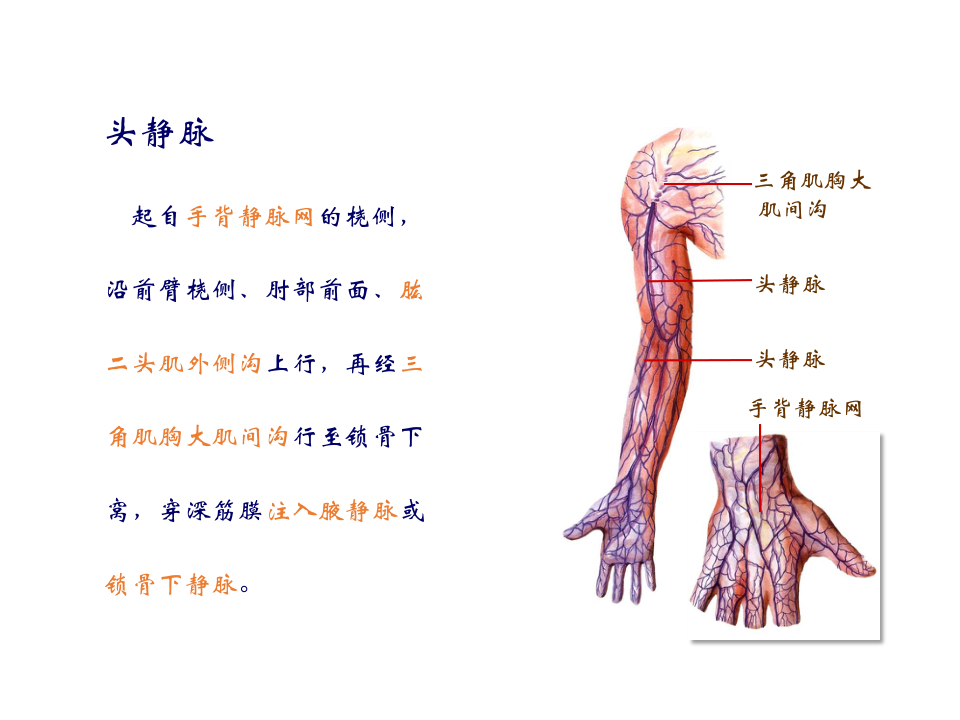 头静脉
起自手背静脉网的桡侧，
沿前臂桡侧、肘部前面、肱
二头肌外侧沟上行，再经三
角肌胸大肌间沟行至锁骨下
窝，穿深筋膜注入腋静脉或
锁骨下静脉。
三角肌胸大
肌间沟
头静脉
头静脉
手背静脉网